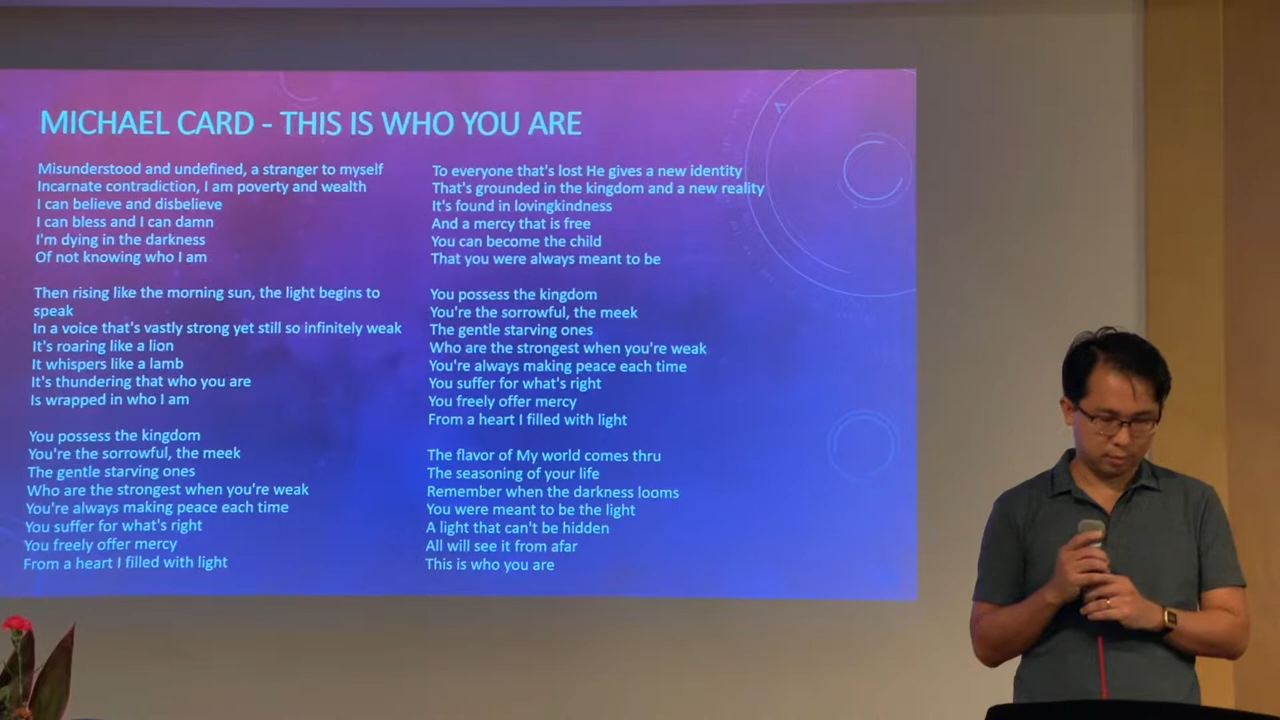 MICHAEL CARD - THIS IS WHO YOU ARE
Misunderstood and undefined, a stranger to myself
Incarnate contradiction, I am poverty and wealth
I can believe and disbelieve
I can bless and I can damn
I'm dying in the darkness
Of not knowing who I am
Then rising like the morning sun, the light begins to
speak
In a voice that's vastly strong yet still so infinitely weak
It's roaring like a lion
It whispers like a lamb
It's thundering that who you are
Is wrapped in who I am
You possess the kingdom
You're the sorrowful, the meek
The gentle starving ones
Who are the strongest when you're weak
You're always making peace each time
You suffer for what's right
You freely offer mercy
From a heart I filled with light
To everyone that's lost He gives a new identity
That's grounded in the kingdom and a new reality
It's found in lovingkindness
And a mercy that is free
You can become the child
That you were always meant to be
You possess the kingdom
You're the sorrowful, the meek
The gentle starving ones
Who are the strongest when you're weak
You're always making peace each time
You suffer for what's right
You freely offer mercy
From a heart I filled with light
The flavor of My world comes thru
The seasoning of your life
Remember when the darkness looms
You were meant to be the light
A light that can't be hidden
All will see it from afar
This is who you are